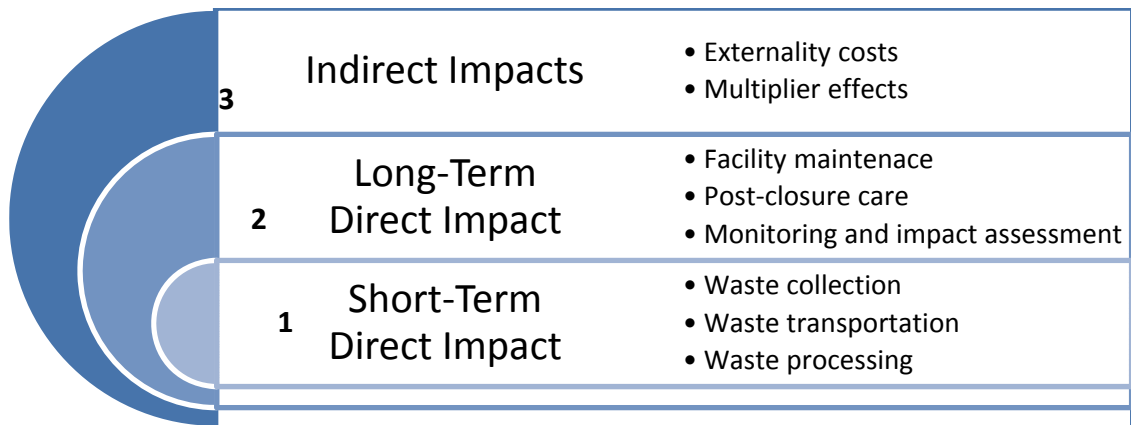 3
Indirect Impacts
• Externality costs
• Multiplier effects
2
Long-Term
Direct Impact
• Facility maintenace
• Post-closure care
• Monitoring and impact assessment
1
Short-Term
Direct Impact
• Waste collection
• Waste transportation
• Waste processing